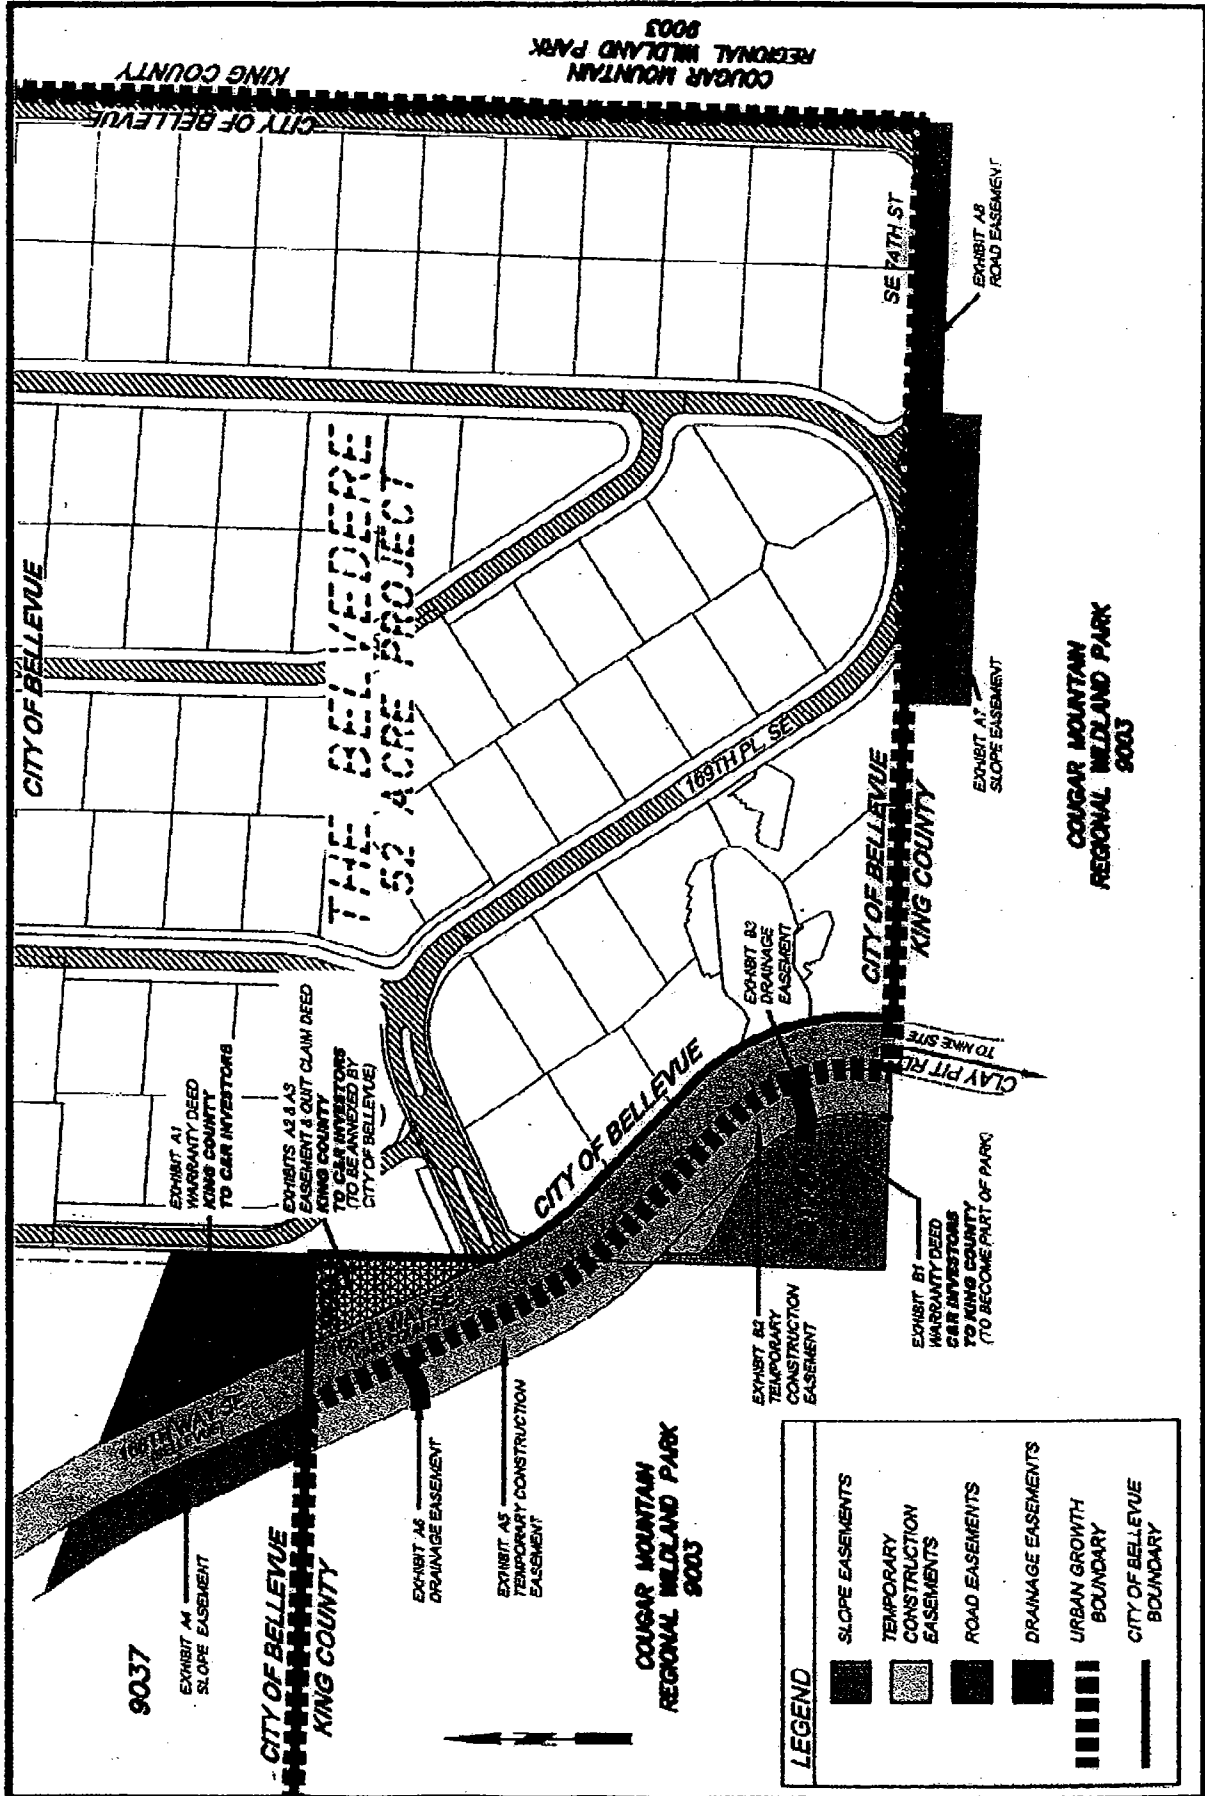 COUGAR MOUNTAIN
REGIONAL WILDLAND PARK
9003
KING COUNTY
CITY OF BELLEVUE
CITY OF BELLEVUE
THE BELVEDERE
52 ACRE PROJECT
SE 74TH ST
EXHIBIT A8
ROAD EASEMENT
EXHIBIT A7
SLOPE EASEMENT
COUGAR MOUNTAIN
REGIONAL WILDLAND PARK
9003
169TH PL. SE
CITY OF BELLEVUE
KING COUNTY
EXHIBIT B3
DRAINAGE
EASEMENT
CLAY PIT RD
TO NIKE SITE
CITY OF BELLEVUE
EXHIBIT A1
WARRANTY DEED
KING COUNTY
TO C&R INVESTORS
EXHIBITS A2 & A3
EASEMENT & QUIT CLAIM DEED
KING COUNTY
TO C&R INVESTORS
(TO BE ANNEXED BY
CITY OF BELLEVUE)
EXHIBIT B1
WARRANTY DEED
C&R INVESTORS
TO KING COUNTY
(TO BECOME PART OF PARK)
EXHIBIT B2
TEMPORARY
CONSTRUCTION
EASEMENT
WAY SE
166TH WAY SE
EXHIBIT A5
TEMPORARY CONSTRUCTION
EASEMENT
EXHIBIT A6
DRAINAGE EASEMENT
9037
EXHIBIT A4
SLOPE EASEMENT
CITY OF BELLEVUE
KING COUNTY
COUGAR MOUNTAIN
REGIONAL WILDLAND PARK
9003
LEGEND
SLOPE EASEMENTS
TEMPORARY
CONSTRUCTION
EASEMENTS
ROAD EASEMENTS
DRAINAGE EASEMENTS
URBAN GROWTH
BOUNDARY
CITY OF BELLEVUE
BOUNDARY